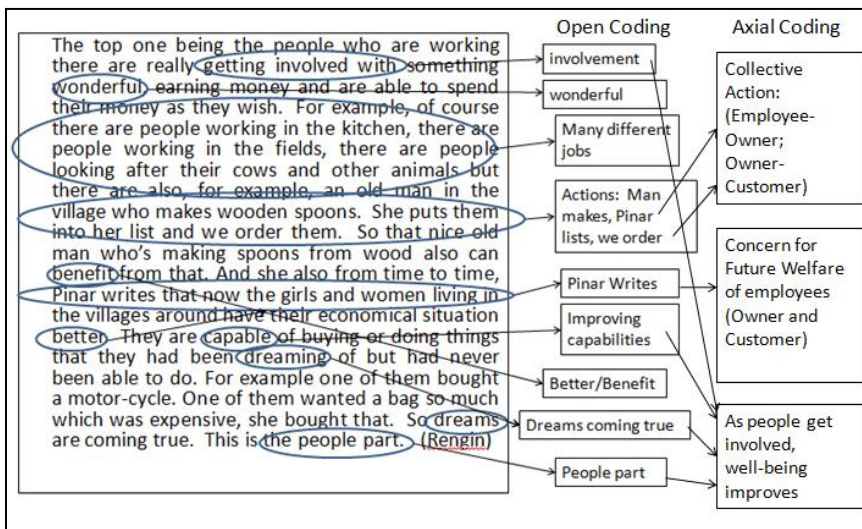 The top one being the people who are working
there are really getting involved with something
wonderful, earning money and are able to spend
their money as they wish. For example, of course
there are people working in the kitchen, there are
people working in the fields, there are people
looking after their cows and other animals but
there are also, for example, an old man in the
village who makes wooden spoons. She puts them
into her list and we order them. So that nice old
man who's making spoons from wood also can
benefit from that. And she also from time to time,
Pinar writes that now the girls and women living in
the villages around have their economical situation
better. They are capable of buying or doing things
that they had been dreaming of but had never
been able to do. For example one of them bought
a motor-cycle. One of them wanted a bag so much
which was expensive, she bought that. So dreams
are coming true. This is the people part. (Rengin)
Open Coding
involvement
wonderful
Many different
jobs
Actions: Man
makes, Pinar
lists, we order
Pinar Writes
Improving
capabilities
Better/Benefit
Dreams coming true
People part
Axial Coding
Collective
Action:
(Employee-
Owner;
Owner-
Customer)
Concern for
Future Welfare
of employees
(Owner and
Customer)
As people get
involved,
well-being
improves